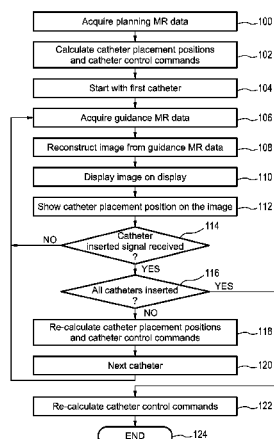 Acquire planning MR data
100
Calculate catheter placement positions
and catheter control commands
102
Start with first catheter
104
Acquire guidance MR data
106
Reconstruct image from guidance MR data
108
Display image on display
110
Show catheter placement position on the image
112
114
Catheter
inserted signal received
?
NO
YES
116
All catheters inserted
?
YES
NO
Re-calculate catheter placement positions
and catheter control commands
118
Next catheter
120
Re-calculate catheter control commands
122
END
124